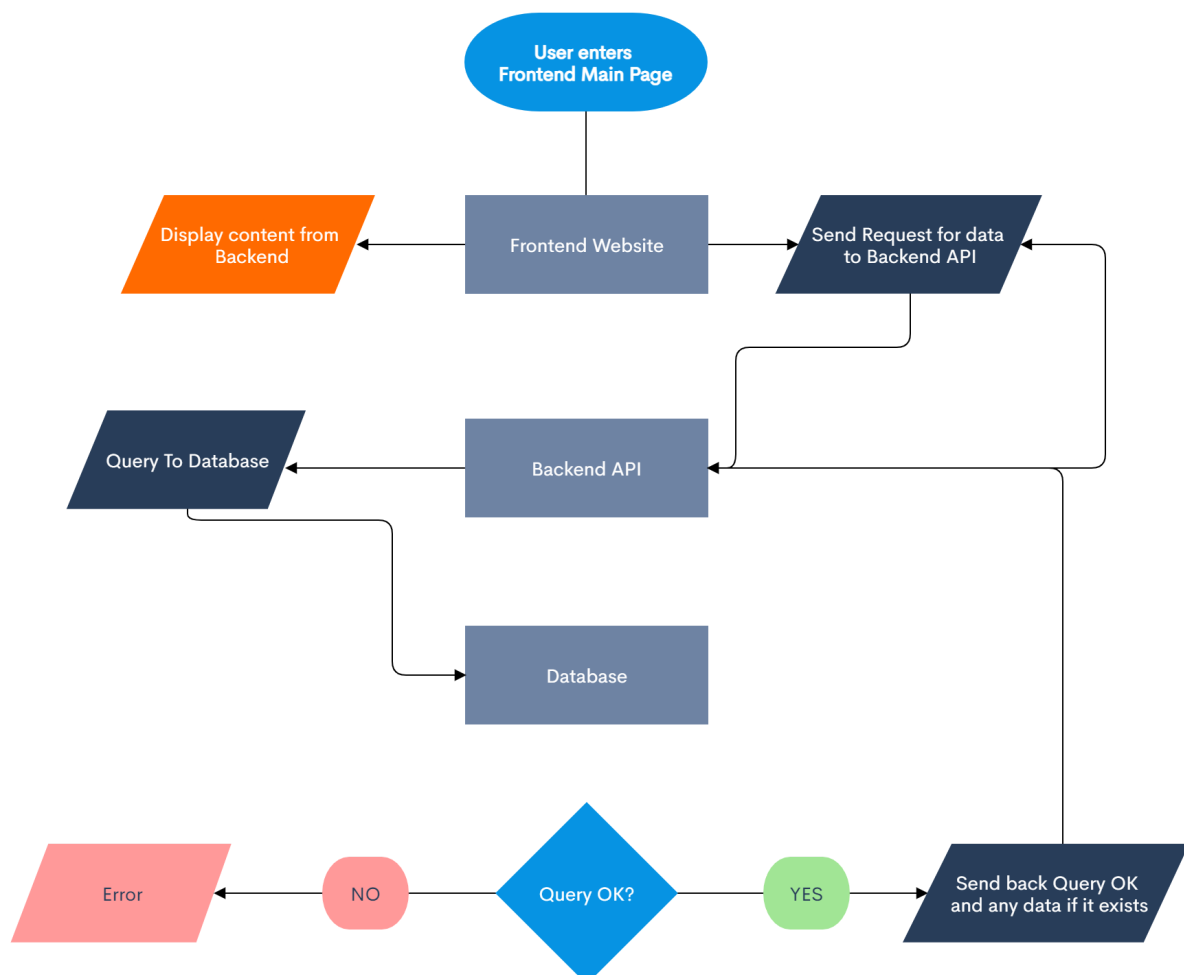 User enters
Frontend Main Page
Display content from
Backend
Frontend Website
Send Request for data
to Backend API
Query To Database
Backend API
Database
Error
NO
Query OK?
YES
Send back Query OK
and any data if it exists